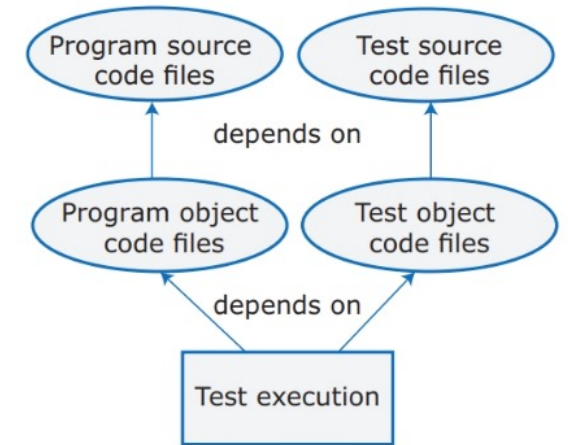 Program source
code files
Test source
code files
depends on
Program object
code files
Test object
code files
depends on
Test execution